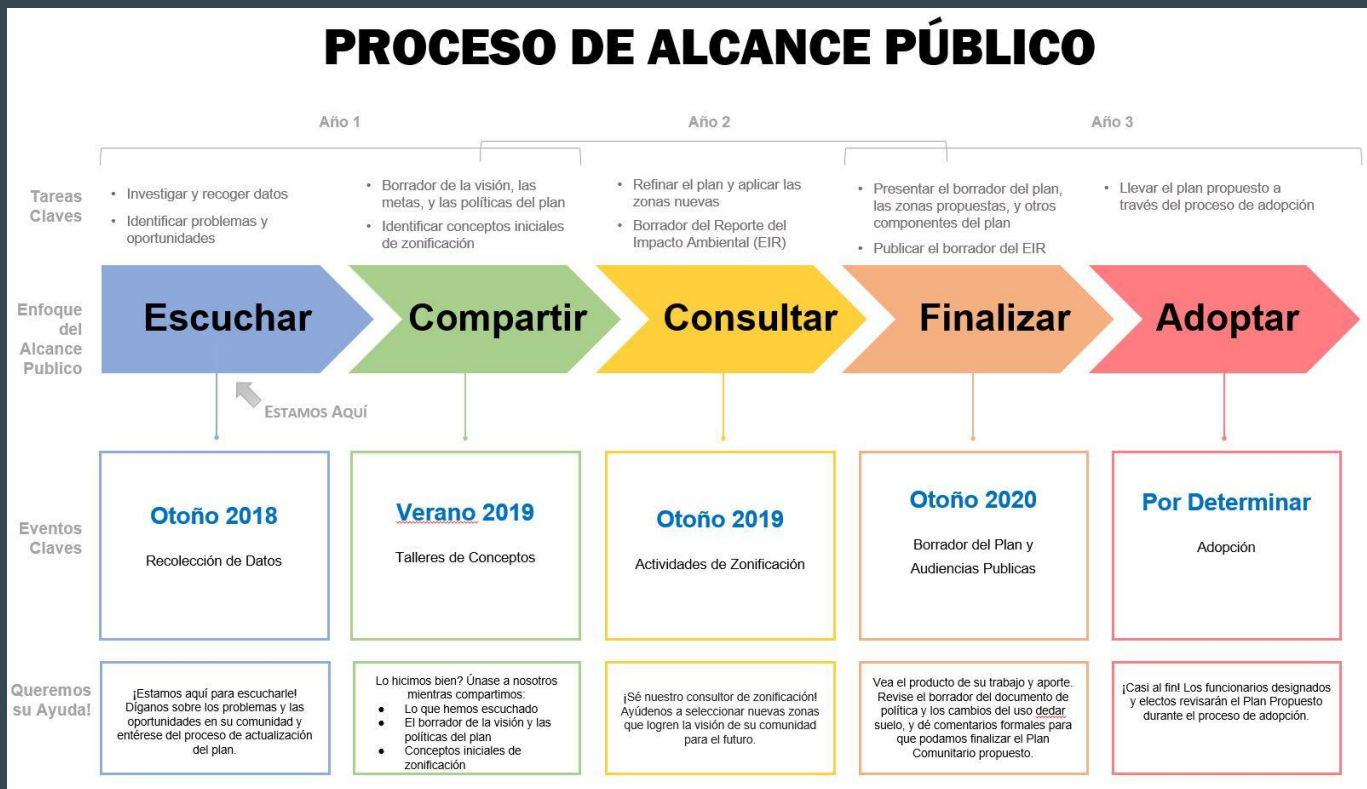 PROCESO DE ALCANCE PÚBLICO
Año 1
Año 2
Año 3
Tareas
Claves
• Investigar y recoger datos
• Identificar problemas y
oportunidades
• Borrador de la visión, las
metas, y las políticas del plan
• Identificar conceptos iniciales
de zonificación
• Refinar el plan y aplicar las
zonas nuevas
• Borrador del Reporte del
Impacto Ambiental (EIR)
• Presentar el borrador del plan,
las zonas propuestas, y otros
componentes del plan
• Publicar el borrador del EIR
• Llevar el plan propuesto a
través del proceso de adopción
Enfoque
del
Alcance
Publico
Escuchar
Compartir
Consultar
Finalizar
Adoptar
ESTAMOS AQUÍ
Eventos
Claves
Otoño 2018
Recolección de Datos
Verano 2019
Talleres de Conceptos
Otoño 2019
Actividades de Zonificación
Otoño 2020
Borrador del Plan y
Audiencias Publicas
Por Determinar
Adopción
Queremos
su Ayuda!
¡Estamos aquí para escucharle!
Díganos sobre los problemas y las
oportunidades en su comunidad y
entérese del proceso de actualización
del plan.
Lo hicimos bien? Únase a nosotros
mientras compartimos:
● Lo que hemos escuchado
● El borrador de la visión y las
políticas del plan
● Conceptos iniciales de
zonificación
¡Sé nuestro consultor de zonificación!
Ayúdenos a seleccionar nuevas zonas
que logren la visión de su comunidad
para el futuro.
Vea el producto de su trabajo y aporte.
Revise el borrador del documento de
política y los cambios del uso dedar
suelo, y dé comentarios formales para
que podamos finalizar el Plan
Comunitario propuesto.
¡Casi al fin! Los funcionarios designados
y electos revisarán el Plan Propuesto
durante el proceso de adopción.